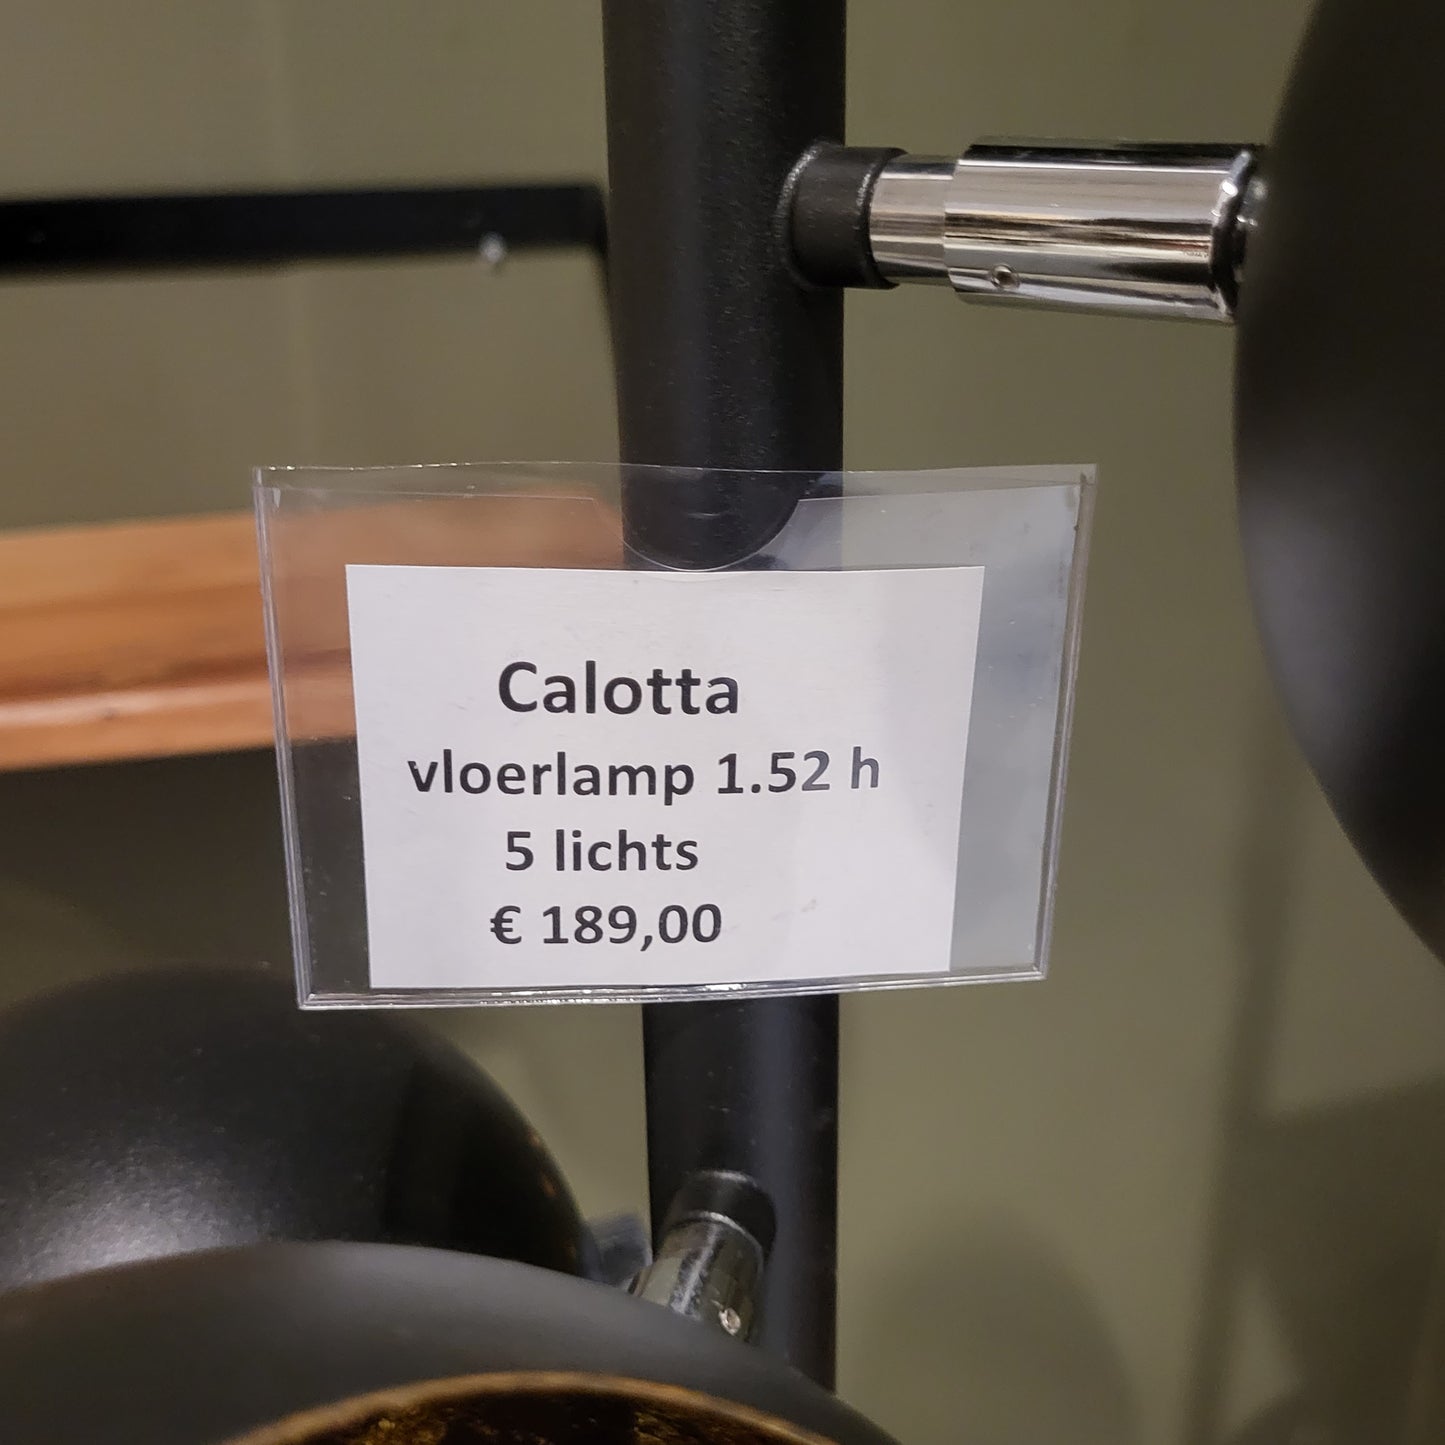 Calotta
vloerlamp 1.52 h
5 lichts
€ 189,00